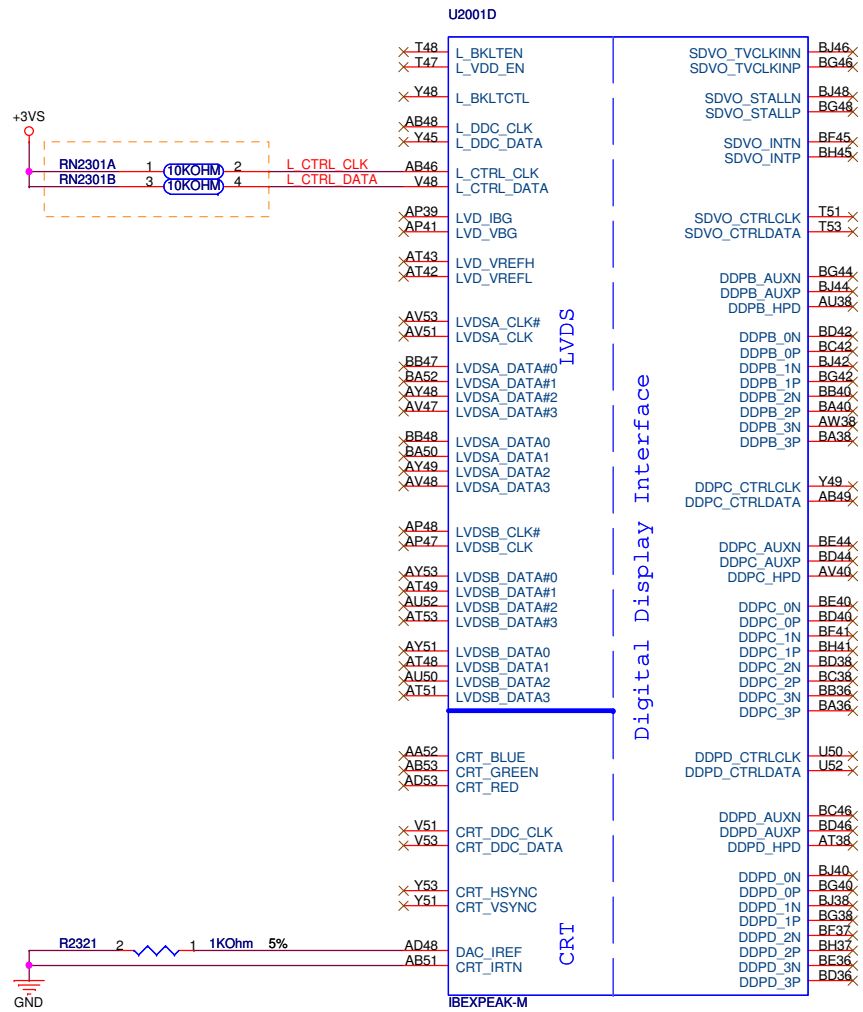 U2001D
T48 L_BKLTEN SDVO_TVCLKINN BJ46
T47 L_VDD_EN SDVO_TVCLKINP BG46
Y48 L_BKLTCTL SDVO_STALLN BJ48
SDVO_STALLP BG48
+3VS
AB48 L_DDC_CLK
Y45 L_DDC_DATA SDVO_INTN BF45
SDVO_INTP BH45
RN2301A 1 10KOHM 2 L_CTRL_CLK AB46 L_CTRL_CLK
RN2301B 3 10KOHM 4 L_CTRL_DATA V48 L_CTRL_DATA
AP39 LVD_IBG SDVO_CTRLCLK T51
AP41 LVD_VBG SDVO_CTRLDATA T53
AT43 LVD_VREFH
AT42 LVD_VREFL DDPB_AUXN BG44
DDPB_AUXP BJ44
DDPB_HPD AU38
AV53 LVDSA_CLK#
AV51 LVDSA_CLK DDPB_0N BD42
DDPB_0P BC42
BB47 LVDSA_DATA#0 DDPB_1N BJ42
BA52 LVDSA_DATA#1 DDPB_1P BG42
AY48 LVDSA_DATA#2 DDPB_2N BB40
AV47 LVDSA_DATA#3 DDPB_2P BA40
DDPB_3N AW38
BB48 LVDSA_DATA0 DDPB_3P BA38
BA50 LVDSA_DATA1
AY49 LVDSA_DATA2
AV48 LVDSA_DATA3 DDPC_CTRLCLK Y49
DDPC_CTRLDATA AB49
LVDS
Digital Display Interface
AP48 LVDSB_CLK#
AP47 LVDSB_CLK DDPC_AUXN BE44
DDPC_AUXP BD44
AY53 LVDSB_DATA#0 DDPC_HPD AV40
AT49 LVDSB_DATA#1
AU52 LVDSB_DATA#2 DDPC_0N BE40
AT53 LVDSB_DATA#3 DDPC_0P BD40
DDPC_1N BF41
AY51 LVDSB_DATA0 DDPC_1P BH41
AT48 LVDSB_DATA1 DDPC_2N BD38
AU50 LVDSB_DATA2 DDPC_2P BC38
AT51 LVDSB_DATA3 DDPC_3N BB36
DDPC_3P BA36
AA52 CRT_BLUE DDPD_CTRLCLK U50
AB53 CRT_GREEN DDPD_CTRLDATA U52
AD53 CRT_RED
DDPD_AUXN BC46
V51 CRT_DDC_CLK DDPD_AUXP BD46
V53 CRT_DDC_DATA DDPD_HPD AT38
DDPD_0N BJ40
Y53 CRT_HSYNC DDPD_0P BG40
Y51 CRT_VSYNC DDPD_1N BJ38
DDPD_1P BG38
DDPD_2N BF37
R2321 2 1 1KOhm 5% AD48 DAC_IREF DDPD_2P BH37
AB51 CRT_IRTN DDPD_3N BE36
DDPD_3P BD36
CRT
GND
IBEXPEAK-M